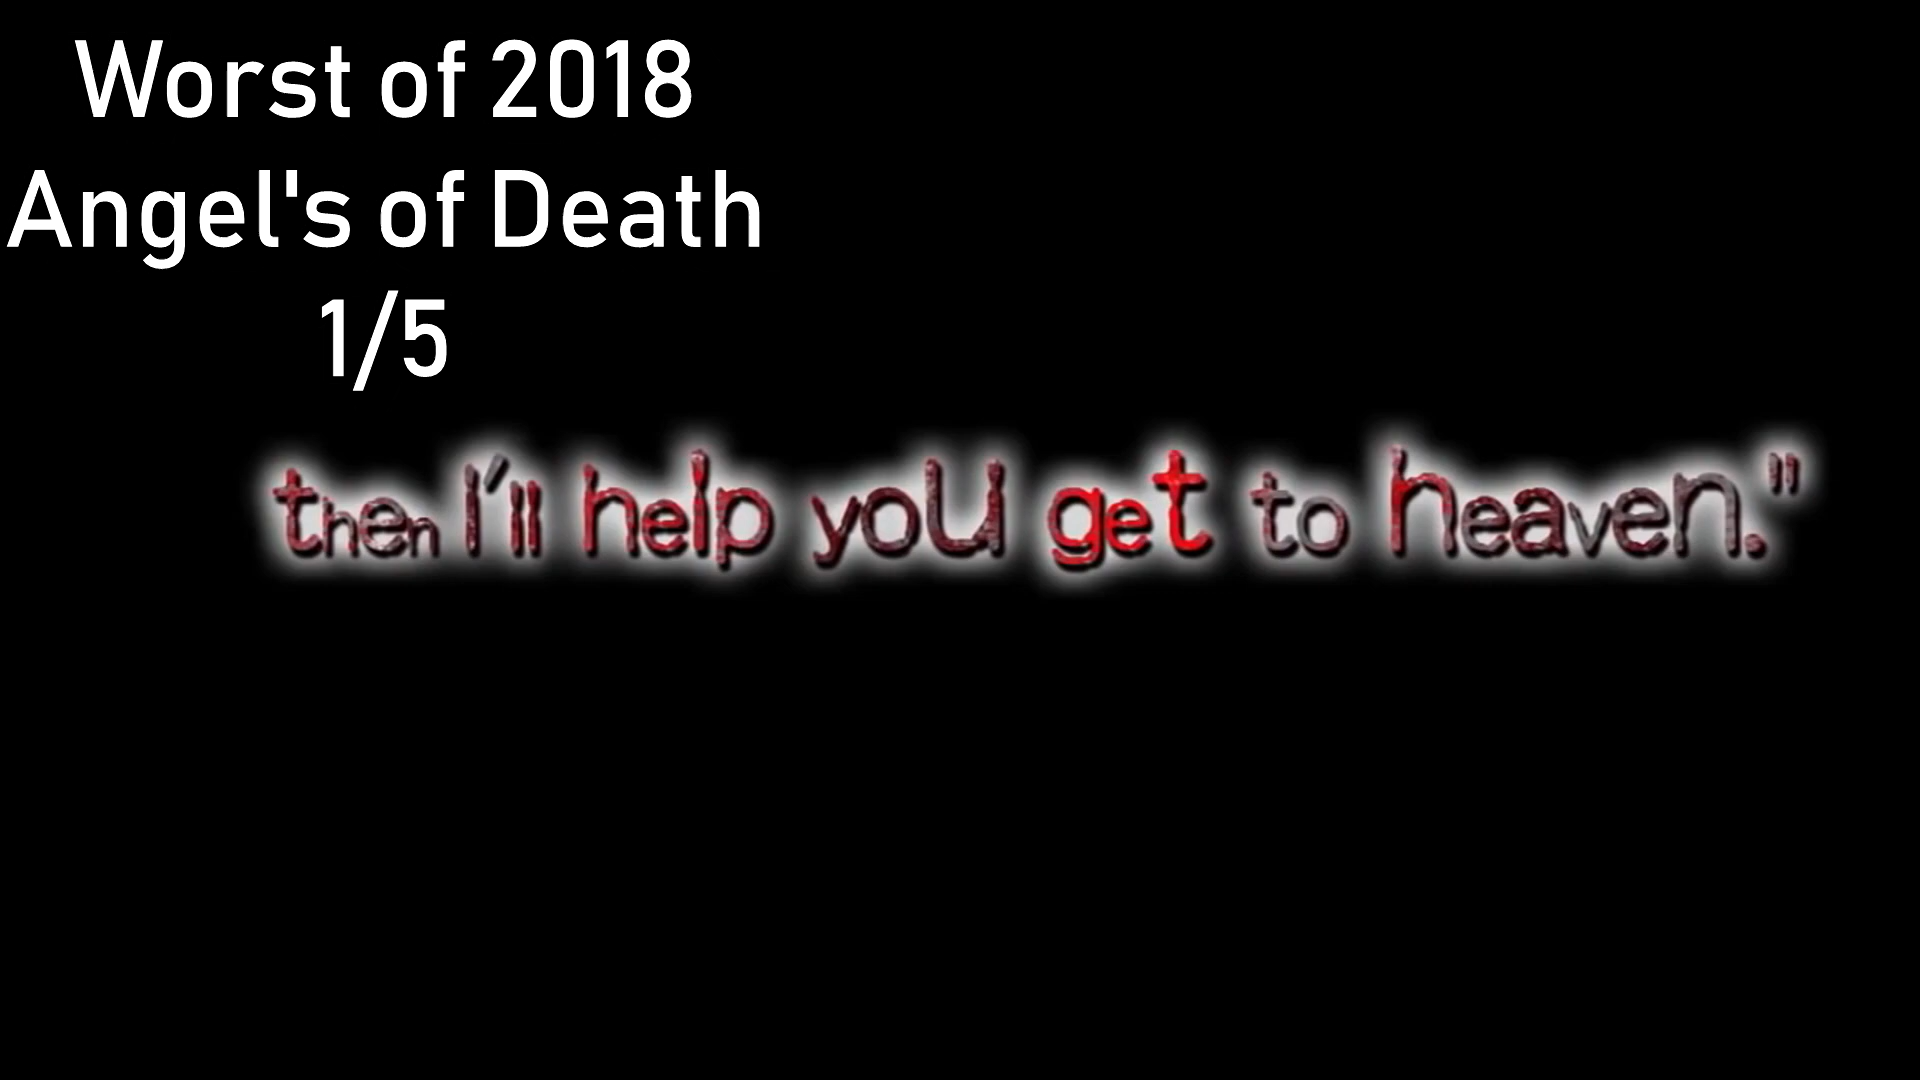 Worst of 2018
Angel's of Death
1/5
then I'll help you get to heaven."